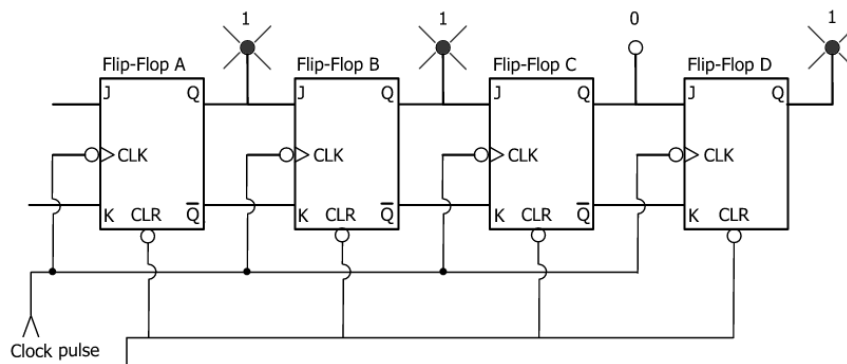 1 1 0 1
Flip-Flop A Flip-Flop B Flip-Flop C Flip-Flop D
J Q J Q J Q J Q
CLK CLK CLK CLK
K CLR Q̅ K CLR Q̅ K CLR Q̅ K CLR
Clock pulse